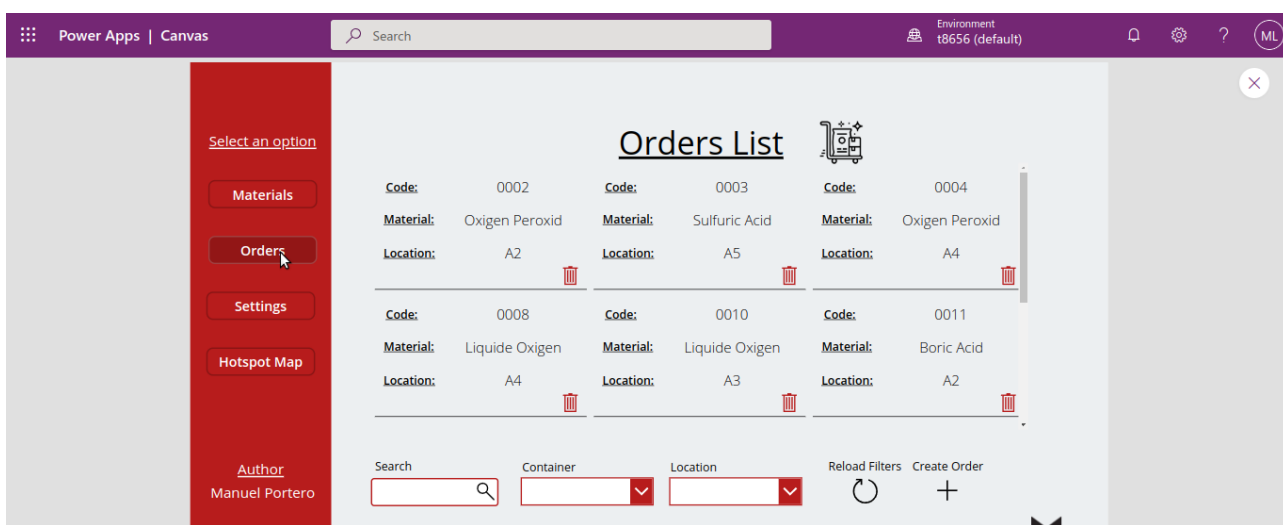 Power Apps | Canvas
Search
Environment
t8656 (default)
?
ML
Select an option
Materials
Orders
Settings
Hotspot Map
Author
Manuel Portero
Orders List
Code: 0002 Code: 0003 Code: 0004
Material: Oxigen Peroxid Material: Sulfuric Acid Material: Oxigen Peroxid
Location: A2 Location: A5 Location: A4
Code: 0008 Code: 0010 Code: 0011
Material: Liquide Oxigen Material: Liquide Oxigen Material: Boric Acid
Location: A4 Location: A3 Location: A2
Search Container Location Reload Filters Create Order